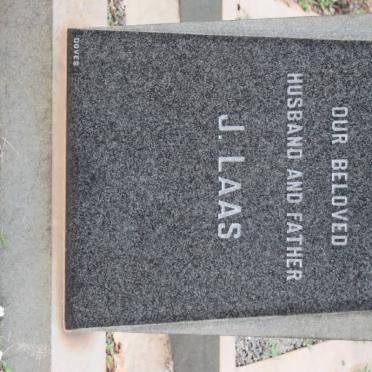 OUR BELOVED
HUSBAND AND FATHER
J. LAAS
DOVES